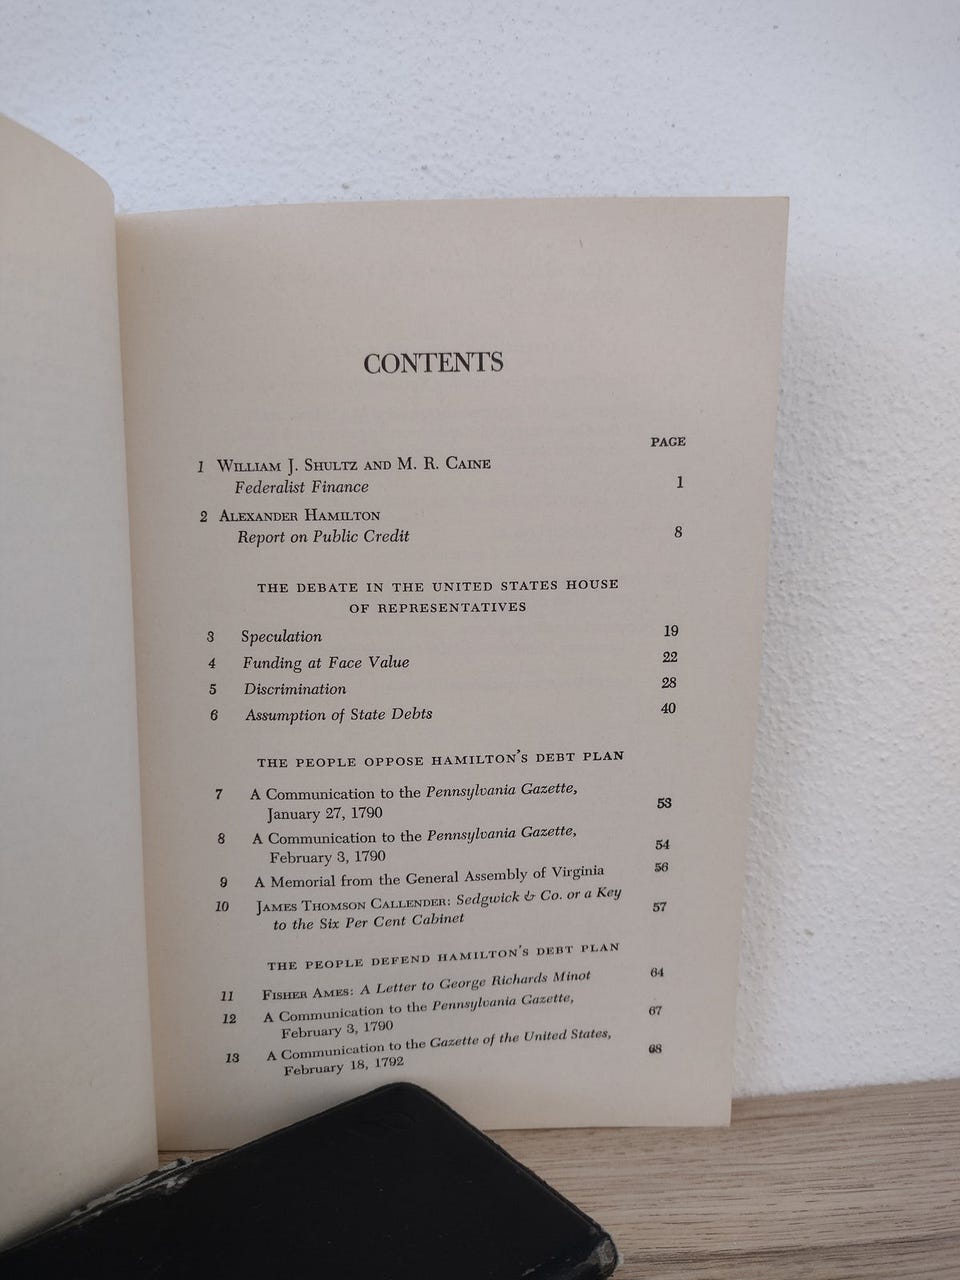 CONTENTS
PAGE
1 William J. Shultz and M. R. Caine
Federalist Finance 1
2 Alexander Hamilton
Report on Public Credit 8
THE DEBATE IN THE UNITED STATES HOUSE
OF REPRESENTATIVES
3 Speculation 19
4 Funding at Face Value 22
5 Discrimination 28
6 Assumption of State Debts 40
THE PEOPLE OPPOSE HAMILTON'S DEBT PLAN
7 A Communication to the Pennsylvania Gazette,
January 27, 1790 53
8 A Communication to the Pennsylvania Gazette,
February 3, 1790 54
9 A Memorial from the General Assembly of Virginia 56
10 James Thomson Callender: Sedgwick & Co. or a Key
to the Six Per Cent Cabinet 57
THE PEOPLE DEFEND HAMILTON'S DEBT PLAN
11 Fisher Ames: A Letter to George Richards Minot 64
12 A Communication to the Pennsylvania Gazette,
February 3, 1790 67
13 A Communication to the Gazette of the United States,
February 18, 1792 68